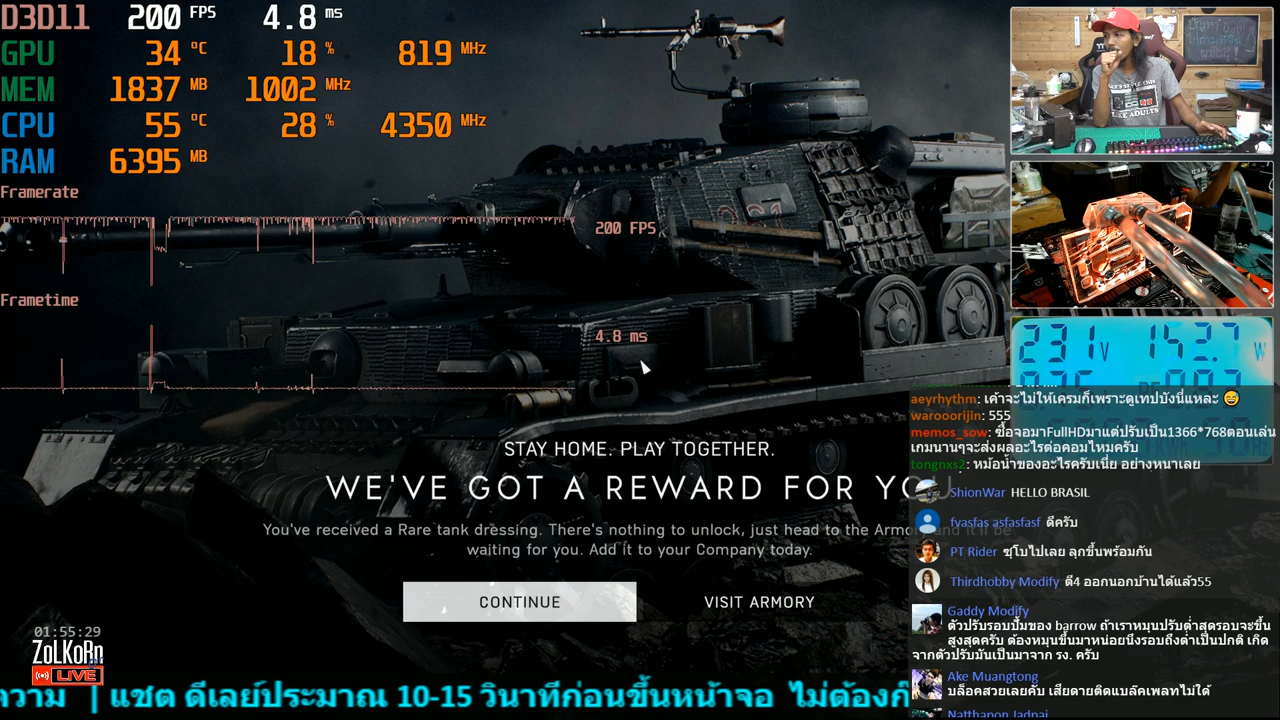 D3D11 200 FPS 4.8 ms
GPU 34 °C 18 % 819 MHz
MEM 1837 MB 1002 MHz
CPU 55 °C 28 % 4350 MHz
RAM 6395 MB
Framerate
200 FPS
Frametime
4.8 ms
STAY HOME. PLAY TOGETHER.
WE'VE GOT A REWARD FOR YOU
You've received a Rare tank dressing. There's nothing to unlock, just head to the Armory and it'll be
waiting for you. Add it to your Company today.
CONTINUE
VISIT ARMORY
01:55:29
ZoLKoRn
LIVE
231 V 152.7 W
aeyrhythm: เค้าจะไม่ให้เครมก็เพราะดูเทปบังนี่แหละ
warooorijin: 555
memos_sow: ซื้อจอมาFullHDมาแต่ปรับเป็น1366*768ตอนเล่น
เกมนานๆจะส่งผลอะไรต่อคอมไหมครับ
tongnxs2: หม้อน้ำของอะไรครับเนี่ย อย่างหนาเลย
ShionWar HELLO BRASIL
fyasfas asfasfasf ดีครับ
PT Rider ซุโบไปเลย ลุกขึ้นพร้อมกัน
Thirdhobby Modify ตี4 ออกนอกบ้านได้แล้ว55
Gaddy Modify
ตัวปรับรอบปั้มของ barrow ถ้าเราหมุนปรับต่ำสุดรอบจะขึ้น
สูงสุดครับ ต้องหมุนขึ้นมาหน่อยนึงรอบถึงต่ำเป็นปกติ เกิด
จากตัวปรับมันเป็นมาจาก รง. ครับ
Ake Muangtong
บล็อคสวยเลยคับ เสียดายติดแบล๊คเพลทไม่ได้
Natthapon Jadpai
ความ | แชต ดีเลย์ประมาณ 10-15 วินาทีก่อนขึ้นหน้าจอ ไม่ต้องก